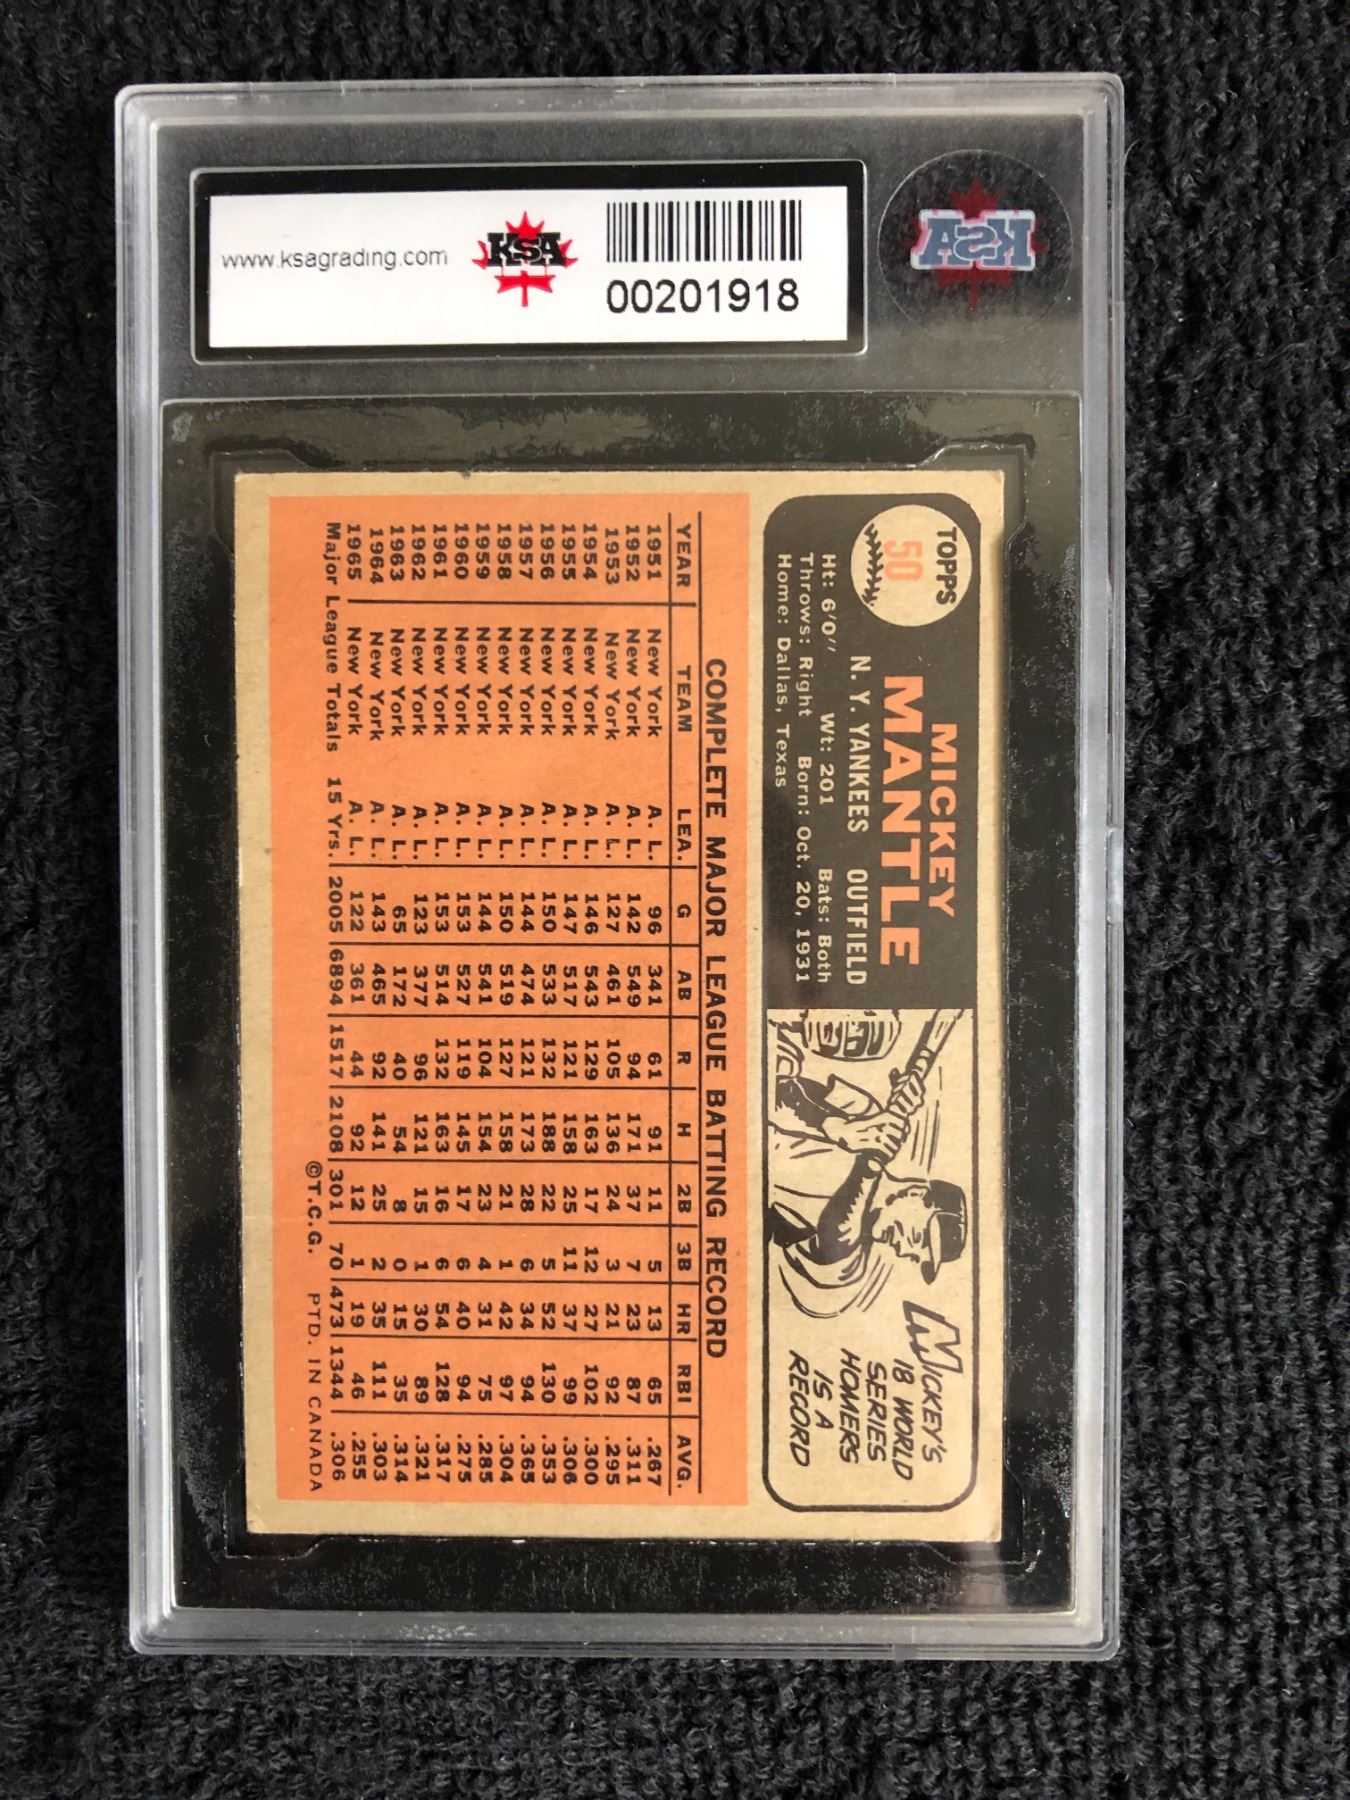 www.ksagrading.com
KSA
00201918
KSA
TOPPS
50
MICKEY
MANTLE
N. Y. YANKEES OUTFIELD
Ht: 6'0" Wt: 201 Bats: Both
Throws: Right Born: Oct. 20, 1931
Home: Dallas, Texas
MICKEY'S
18 WORLD
SERIES
HOMERS
IS A
RECORD
COMPLETE MAJOR LEAGUE BATTING RECORD
YEAR TEAM LEA. G AB R H 2B 3B HR RBI AVG.
1951 New York A. L. 96 341 61 91 11 5 13 65 .267
1952 New York A. L. 142 549 94 171 37 7 23 87 .311
1953 New York A. L. 127 461 105 136 24 3 21 92 .295
1954 New York A. L. 146 543 129 163 17 12 27 102 .300
1955 New York A. L. 147 517 121 158 25 11 37 99 .306
1956 New York A. L. 150 533 132 188 22 5 52 130 .353
1957 New York A. L. 144 474 121 173 28 6 34 94 .365
1958 New York A. L. 150 519 127 158 21 1 42 97 .304
1959 New York A. L. 144 541 104 154 23 4 31 75 .285
1960 New York A. L. 153 527 119 145 17 6 40 94 .275
1961 New York A. L. 153 514 132 163 16 6 54 128 .317
1962 New York A. L. 123 377 96 121 15 1 30 89 .321
1963 New York A. L. 65 172 40 54 8 0 15 35 .314
1964 New York A. L. 143 465 92 141 25 2 35 111 .303
1965 New York A. L. 122 361 44 92 12 1 19 46 .255
Major League Totals 15 Yrs. 2005 6894 1517 2108 301 70 473 1344 .306
©T.C.G. PTD. IN CANADA